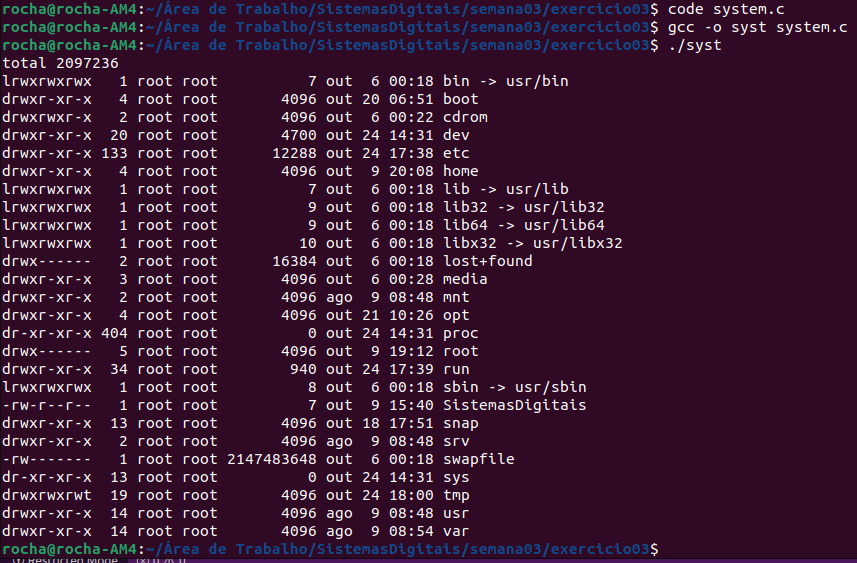 rocha@rocha-AM4:~/Área de Trabalho/SistemasDigitais/semana03/exercicio03$ code system.c
rocha@rocha-AM4:~/Área de Trabalho/SistemasDigitais/semana03/exercicio03$ gcc -o syst system.c
rocha@rocha-AM4:~/Área de Trabalho/SistemasDigitais/semana03/exercicio03$ ./syst
total 2097236
lrwxrwxrwx   1 root root          7 out  6 00:18 bin -> usr/bin
drwxr-xr-x   4 root root       4096 out 20 06:51 boot
drwxrwxr-x   2 root root       4096 out  6 00:22 cdrom
drwxr-xr-x  20 root root       4700 out 24 14:31 dev
drwxr-xr-x 133 root root      12288 out 24 17:38 etc
drwxr-xr-x   4 root root       4096 out  9 20:08 home
lrwxrwxrwx   1 root root          7 out  6 00:18 lib -> usr/lib
lrwxrwxrwx   1 root root          9 out  6 00:18 lib32 -> usr/lib32
lrwxrwxrwx   1 root root          9 out  6 00:18 lib64 -> usr/lib64
lrwxrwxrwx   1 root root         10 out  6 00:18 libx32 -> usr/libx32
drwx------   2 root root      16384 out  6 00:18 lost+found
drwxr-xr-x   3 root root       4096 out  6 00:28 media
drwxr-xr-x   2 root root       4096 ago  9 08:48 mnt
drwxr-xr-x   4 root root       4096 out 21 10:26 opt
dr-xr-xr-x 404 root root          0 out 24 14:31 proc
drwx------   5 root root       4096 out  9 19:12 root
drwxr-xr-x  34 root root        940 out 24 17:39 run
lrwxrwxrwx   1 root root          8 out  6 00:18 sbin -> usr/sbin
-rw-r--r--   1 root root          7 out  9 15:40 SistemasDigitais
drwxr-xr-x  13 root root       4096 out 18 17:51 snap
drwxr-xr-x   2 root root       4096 ago  9 08:48 srv
-rw-------   1 root root 2147483648 out  6 00:18 swapfile
dr-xr-xr-x  13 root root          0 out 24 14:31 sys
drwxrwxrwt  19 root root       4096 out 24 18:00 tmp
drwxr-xr-x  14 root root       4096 ago  9 08:48 usr
drwxr-xr-x  14 root root       4096 ago  9 08:54 var
rocha@rocha-AM4:~/Área de Trabalho/SistemasDigitais/semana03/exercicio03$
Restricted Mode